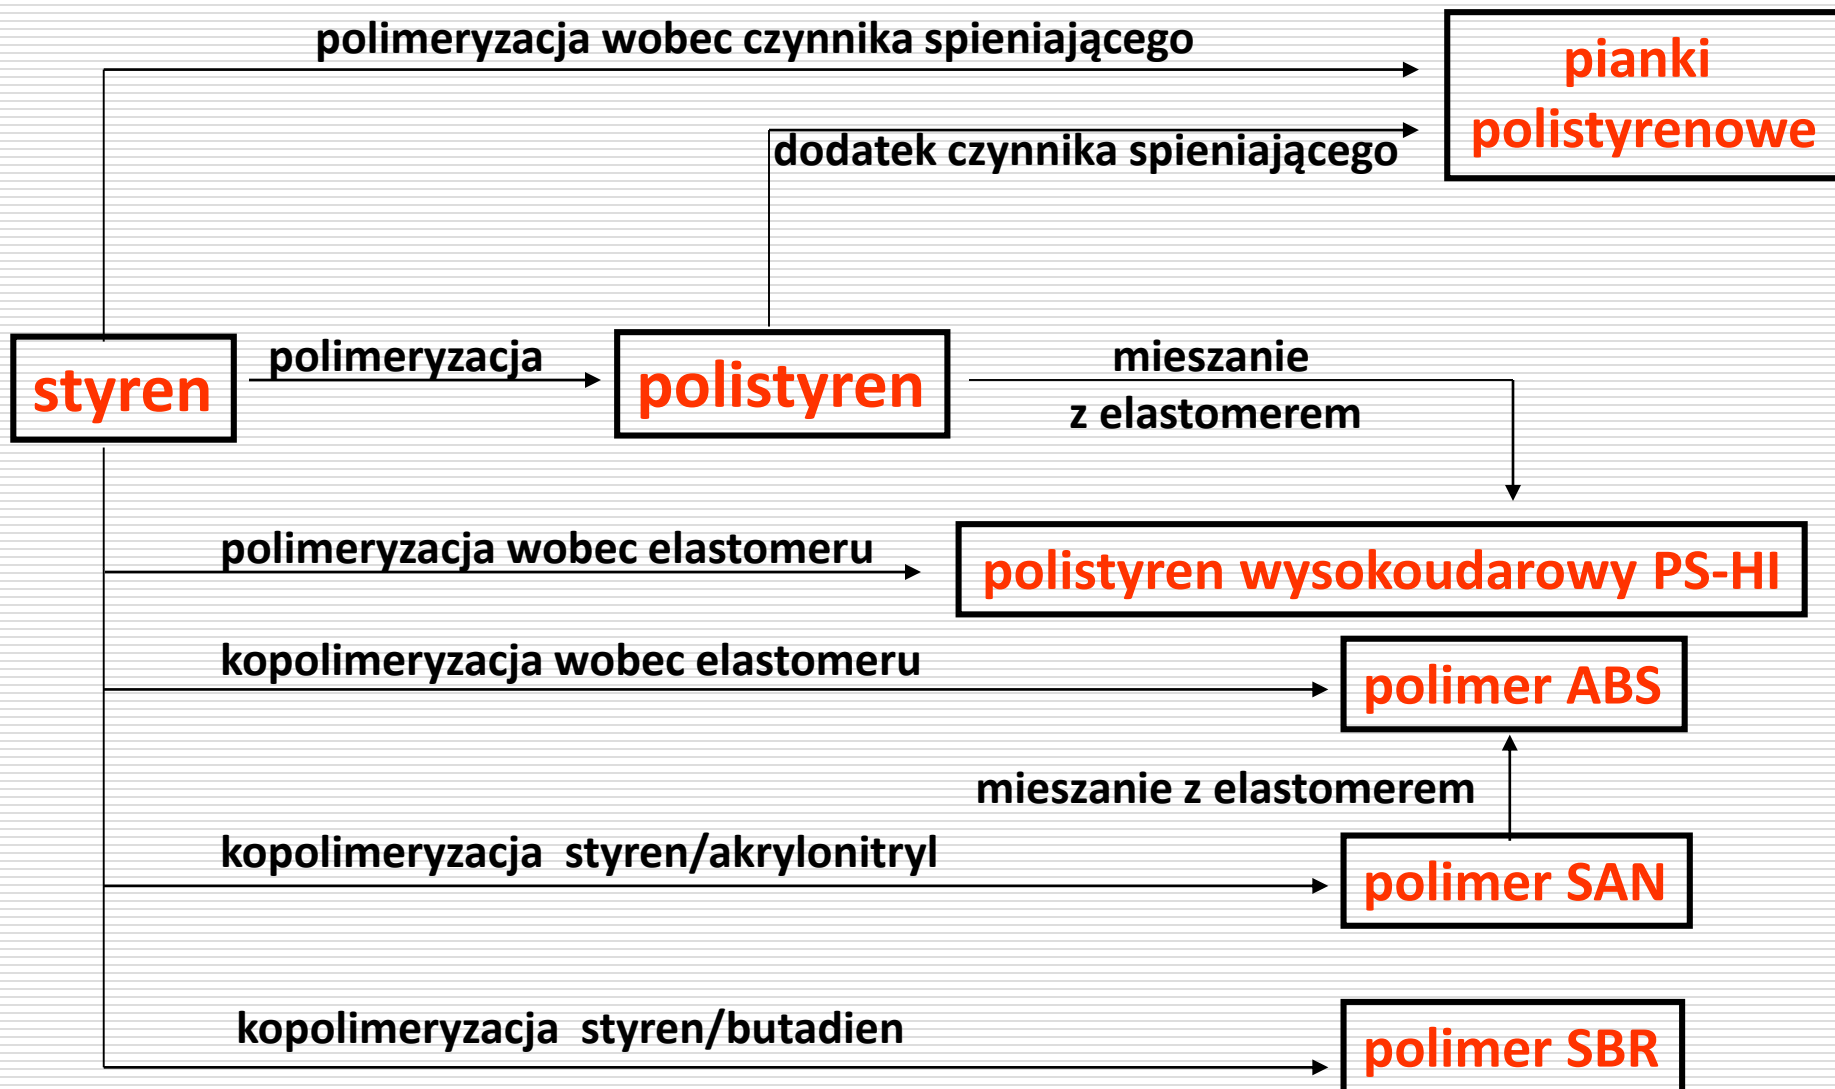 polimeryzacja wobec czynnika spieniającego
pianki
polistyrenowe
dodatek czynnika spieniającego
styren
polimeryzacja
polistyren
mieszanie
z elastomerem
polimeryzacja wobec elastomeru
polistyren wysokoudarowy PS-HI
kopolimeryzacja wobec elastomeru
polimer ABS
mieszanie z elastomerem
kopolimeryzacja  styren/akrylonitryl
polimer SAN
kopolimeryzacja  styren/butadien
polimer SBR